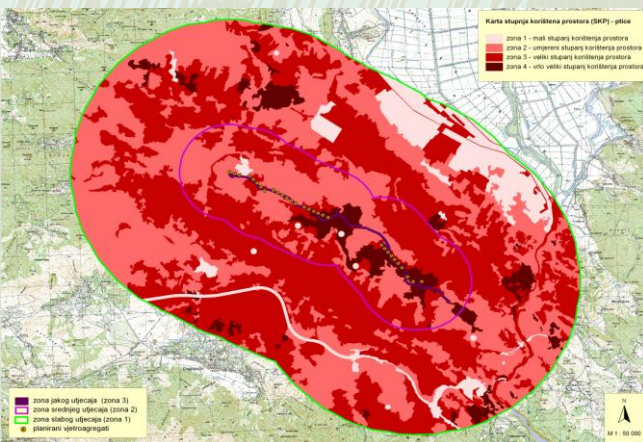 Karta stupnja korištena prostora (SKP) - ptice
zona 1 - mali stupanj korištenja prostora
zona 2 - umjereni stupanj korištenja prostora
zona 3 - veliki stupanj korištenja prostora
zona 4 - vrlo veliki stupanj korištenja prostora
zona jakog utjecaja (zona 3)
zona srednjeg utjecaja (zona 2)
zona slabog utjecaja (zona 1)
planirani vjetroagregati
N
M 1 : 50 000